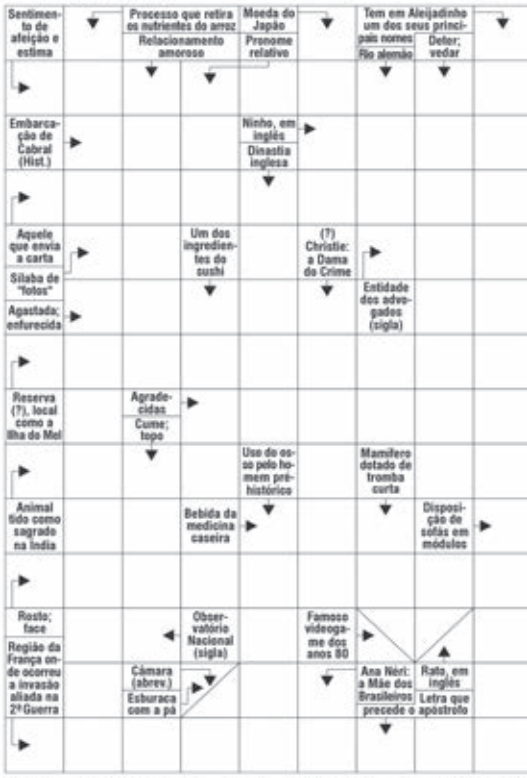 Sentimen-
to de
afeição e
estima
Processo que retira
os nutrientes do arroz
Relacionamento
amoroso
Moeda do
Japão
Pronome
relativo
Tem em Aleijadinho
um dos seus princi-
pais nomes
Rio alemão
Deter;
vedar
Embarca-
ção de
Cabral
(Hist.)
Ninho, em
inglês
Dinastia
inglesa
Aquele
que envia
a carta
Sílaba de
"fotos"
Um dos
ingredien-
tes do
sushi
(?)
Christie:
a Dama
do Crime
Entidade
dos advo-
gados
(sigla)
Agastada;
enfurecida
Reserva
(?), local
como a
Ilha do Mel
Agrade-
cidas
Cume;
topo
Uso do os-
so pelo ho-
mem pré-
histórico
Mamífero
dotado de
tromba
curta
Animal
tido como
sagrado
na Índia
Bebida da
medicina
caseira
Disposi-
ção de
sofás em
módulos
Rosto;
face
Região da
França on-
de ocorreu
a invasão
aliada na
2ª Guerra
Obser-
vatório
Nacional
(sigla)
Famoso
videoga-
me dos
anos 80
Câmara
(abrev.)
Esburaca
com a pá
Ana Néri:
a Mãe dos
Brasileiros
Rato, em
inglês
Letra que
precede o apóstrofo